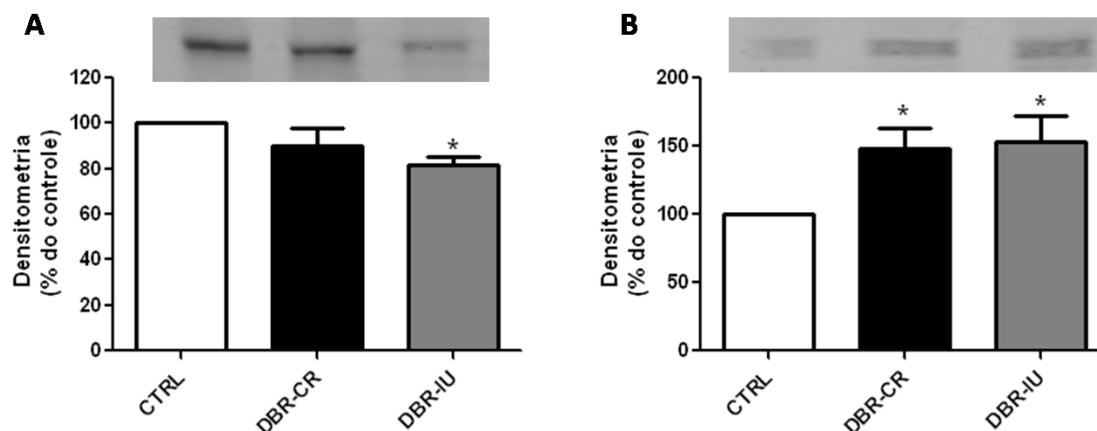 A
Densitometria
(% do controle)
120
100
80
60
40
20
0
*
CTRL
DBR-CR
DBR-IU
B
Densitometria
(% do controle)
200
150
100
50
0
*
*
CTRL
DBR-CR
DBR-IU